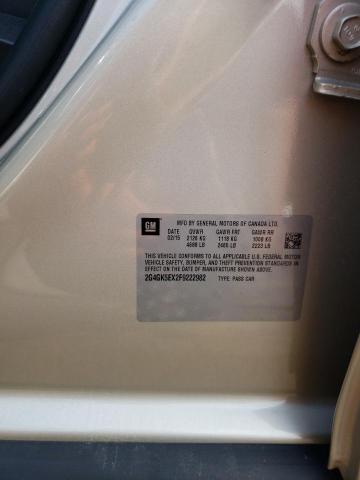 GM
MFD BY GENERAL MOTORS OF CANADA LTD.
DATE GVWR GAWR FRT GAWR RR
02/15 2126 KG 1118 KG 1008 KG
4688 LB 2465 LB 2223 LB
THIS VEHICLE CONFORMS TO ALL APPLICABLE U.S. FEDERAL MOTOR
VEHICLE SAFETY, BUMPER, AND THEFT PREVENTION STANDARDS IN
EFFECT ON THE DATE OF MANUFACTURE SHOWN ABOVE.
2G4GK5EX2F9222982 TYPE: PASS CAR